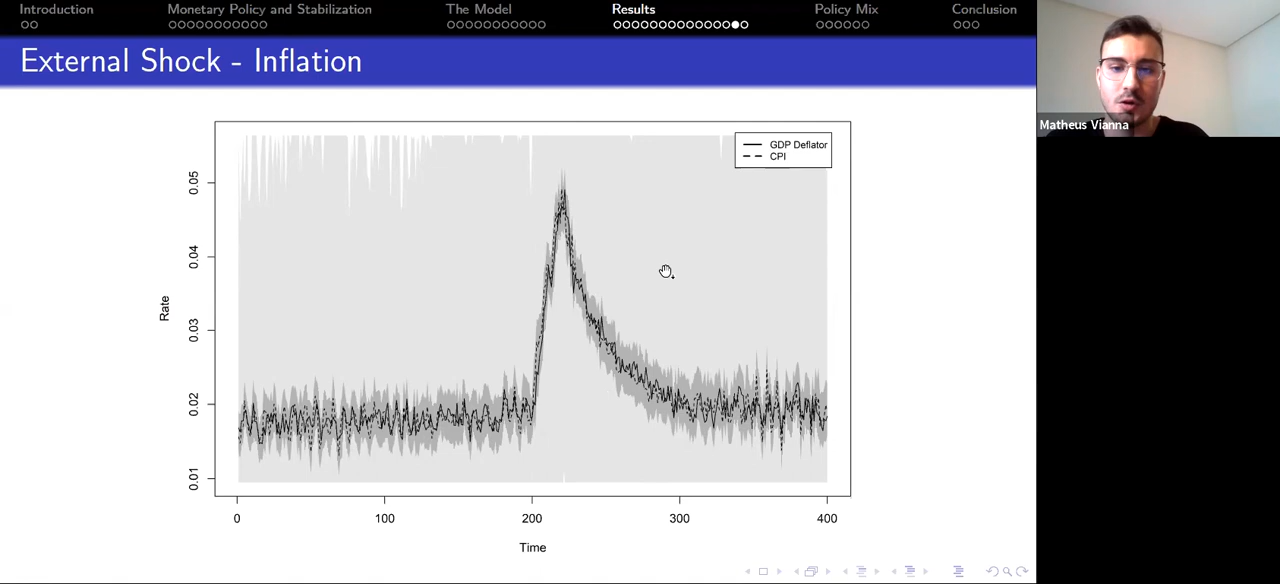 Introduction
Monetary Policy and Stabilization
The Model
Results
Policy Mix
Conclusion
External Shock - Inflation
Matheus Vianna
GDP Deflator
CPI
0.05
0.04
0.03
0.02
0.01
Rate
0
100
200
300
400
Time